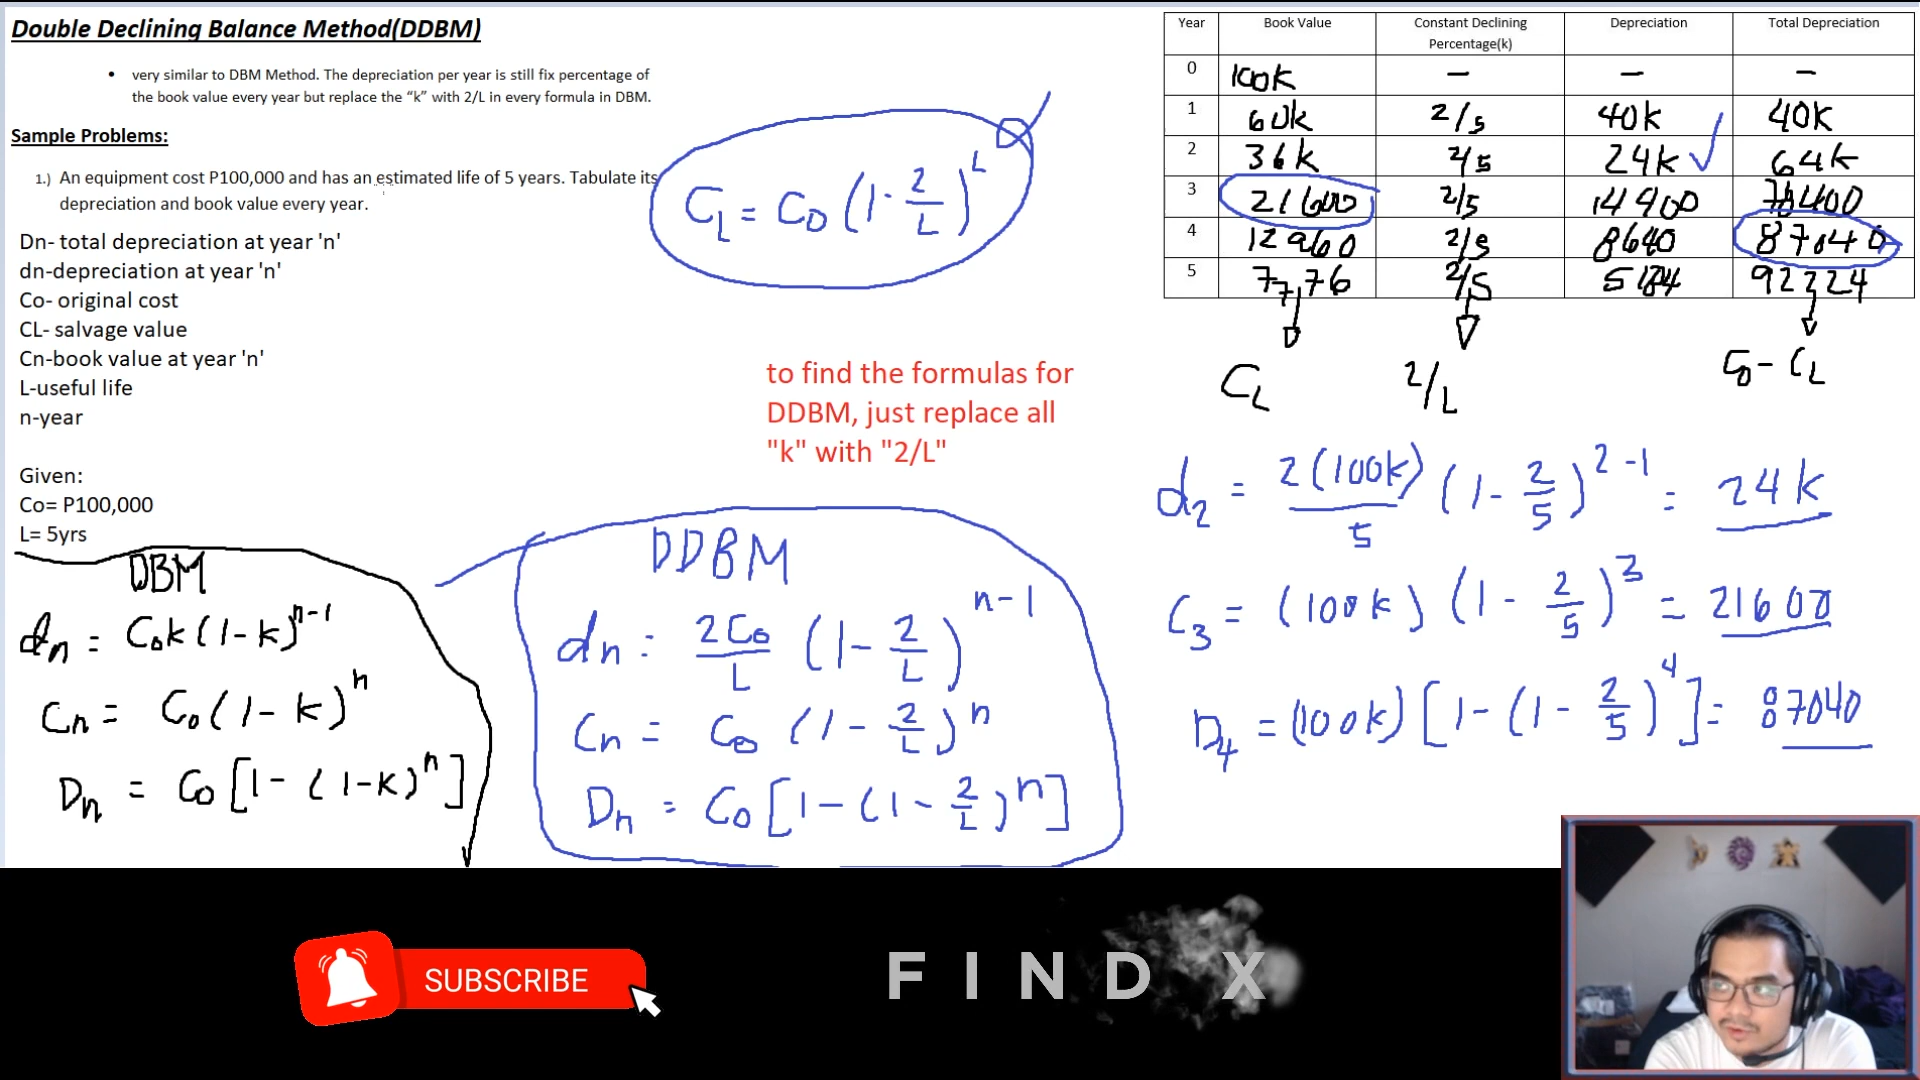 Double Declining Balance Method(DDBM)
• very similar to DBM Method. The depreciation per year is still fix percentage of
the book value every year but replace the “k” with 2/L in every formula in DBM.
Sample Problems:
1.) An equipment cost P100,000 and has an estimated life of 5 years. Tabulate its
depreciation and book value every year.
Dn- total depreciation at year 'n'
dn-depreciation at year 'n'
Co- original cost
CL- salvage value
Cn-book value at year 'n'
L-useful life
n-year
Given:
Co= P100,000
L= 5yrs
DBM
dn = Cok(1-k)^n-1
Cn = Co(1-k)^n
Dn = Co[1-(1-k)^n]
CL = Co(1-2/L)^L
to find the formulas for
DDBM, just replace all
"k" with "2/L"
DDBM
dn = 2Co/L (1-2/L)^n-1
Cn = Co (1-2/L)^n
Dn = Co[1-(1-2/L)^n]
Year Book Value Constant Declining Percentage(k) Depreciation Total Depreciation
0 100k – – –
1 60k 2/5 40k 40k
2 36k 2/5 24k 64k
3 21600 2/5 14400 78400
4 12960 2/5 8640 87040
5 7776 2/5 5184 92224
CL 2/L Co-CL
d2 = 2(100k)/5 (1-2/5)^2-1 = 24k
C3 = (100k)(1-2/5)^3 = 21600
D4 = (100k)[1-(1-2/5)^4] = 87040
SUBSCRIBE
FIND X